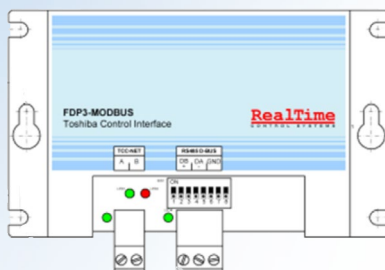 FDP3-MODBUS
Toshiba Control Interface
RealTime
CONTROL SYSTEMS
TCC-NET
A B
RS485 D-BUS
DB DA GND
+ -
ON
1 2 3 4 5 6 7 8